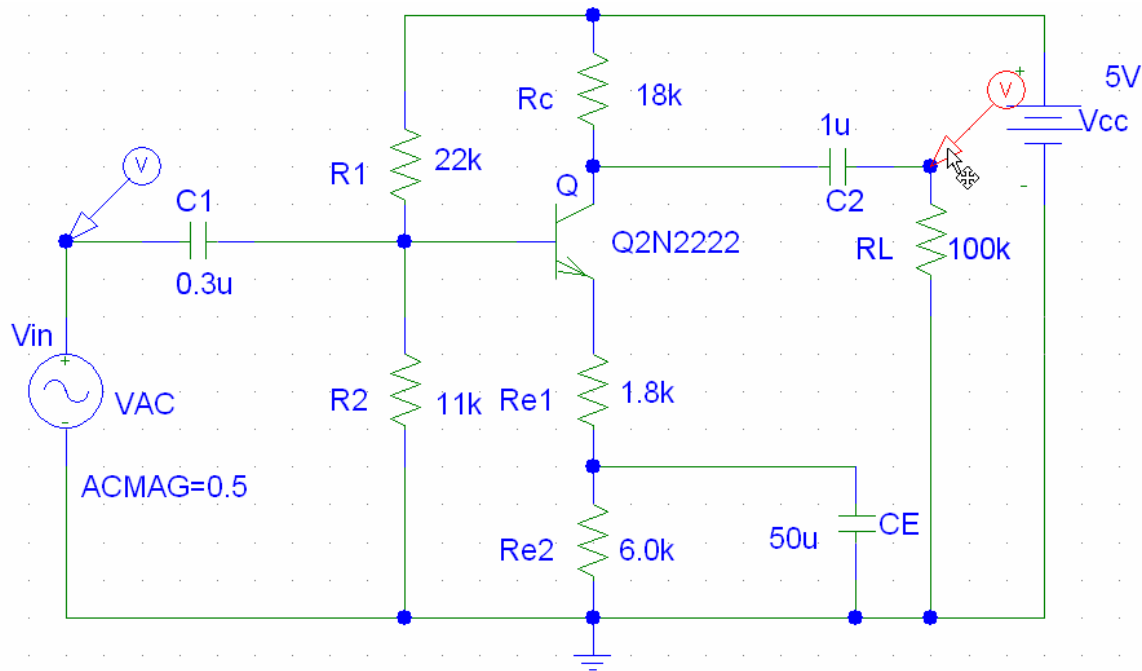 Rc
18k
V
+
5V
Vcc
-
R1
22k
1u
C2
V
C1
0.3u
Q
Q2N2222
RL
100k
Vin
+
-
VAC
R2
11k
Re1
1.8k
ACMAG=0.5
Re2
6.0k
50u
CE